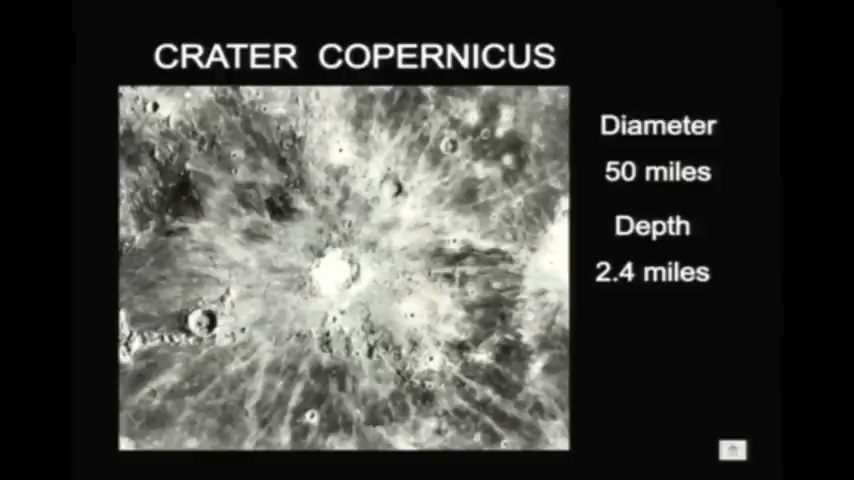 CRATER COPERNICUS
Diameter
50 miles
Depth
2.4 miles